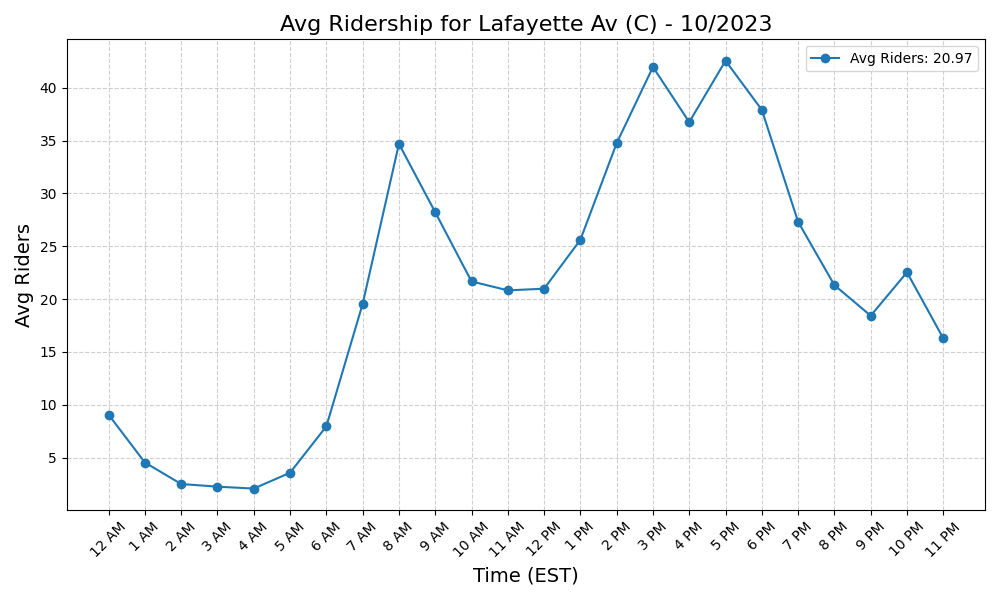 Avg Ridership for Lafayette Av (C) - 10/2023
Avg Riders: 20.97
Avg Riders
40
35
30
25
20
15
10
5
12 AM
1 AM
2 AM
3 AM
4 AM
5 AM
6 AM
7 AM
8 AM
9 AM
10 AM
11 AM
12 PM
1 PM
2 PM
3 PM
4 PM
5 PM
6 PM
7 PM
8 PM
9 PM
10 PM
11 PM
Time (EST)